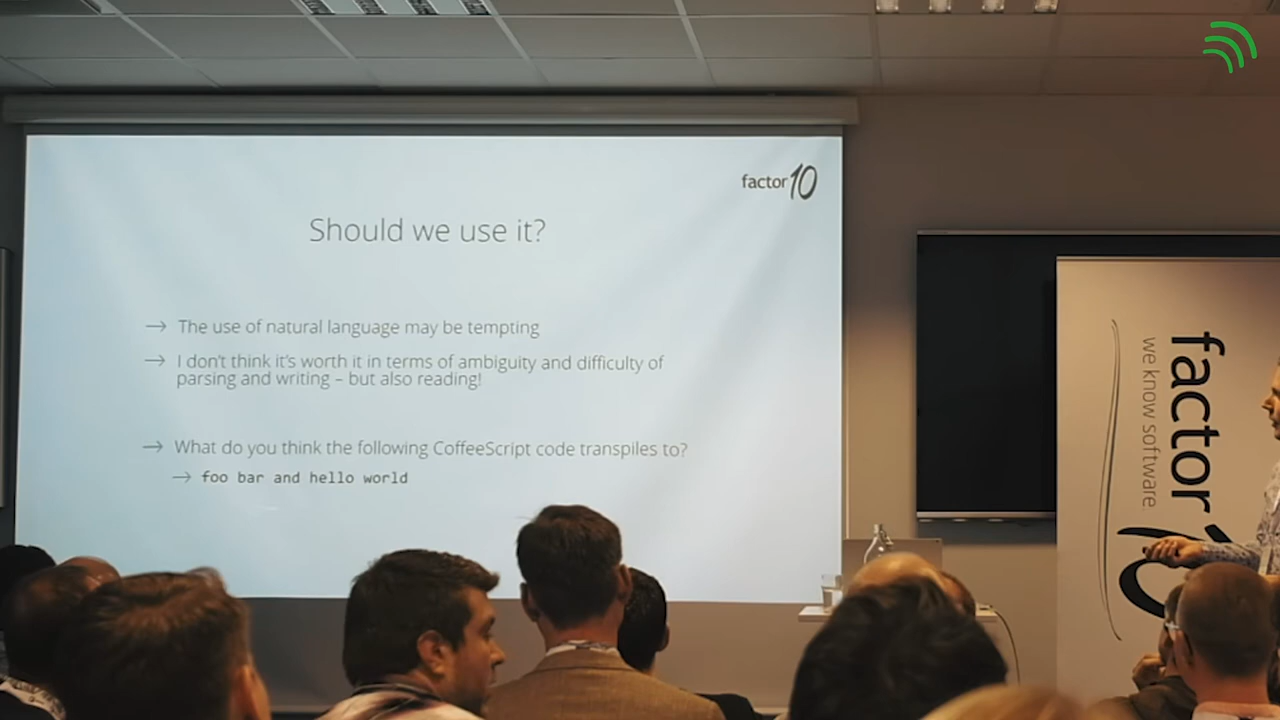 factor10
Should we use it?
→ The use of natural language may be tempting
→ I don't think it's worth it in terms of ambiguity and difficulty of
parsing and writing – but also reading!
→ What do you think the following CoffeeScript code transpiles to?
→ foo bar and hello world
factor10
we know software.